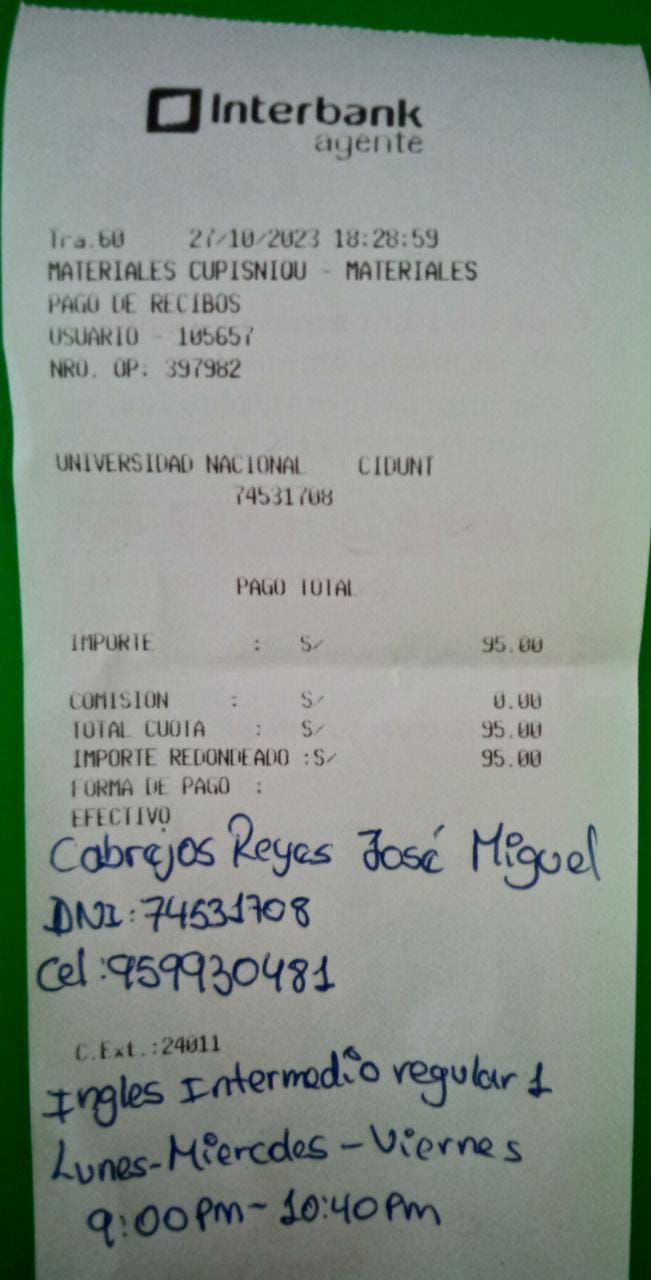 Interbank
agente
Tra.60 27/10/2023 18:28:59
MATERIALES CUPISNIQU - MATERIALES
PAGO DE RECIBOS
USUARIO - 105657
NRO. OP: 397982
UNIVERSIDAD NACIONAL CIDUNT
74531708
PAGO TOTAL
IMPORTE : S/ 95.00
COMISION : S/ 0.00
TOTAL CUOTA : S/ 95.00
IMPORTE REDONDEADO :S/ 95.00
FORMA DE PAGO :
EFECTIVO
Cabrejos Reyes José Miguel
DNI:74531708
Cel:959930481
C.Ext.:24011
Ingles Intermedio regular 1
Lunes-Miercoles-Viernes
9:00Pm-10:40Pm